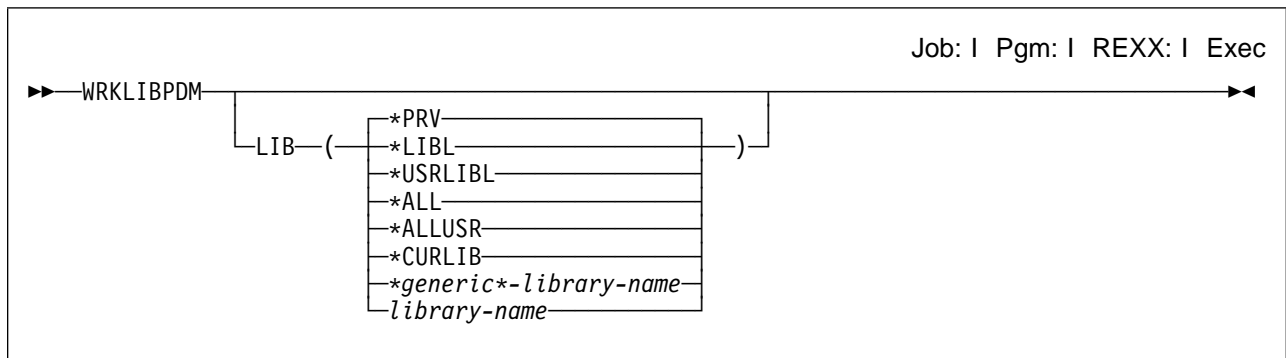 Job: I Pgm: I REXX: I Exec
WRKLIBPDM
*PRV
LIB ( *LIBL )
*USRLIBL
*ALL
*ALLUSR
*CURLIB
*generic*-library-name
library-name